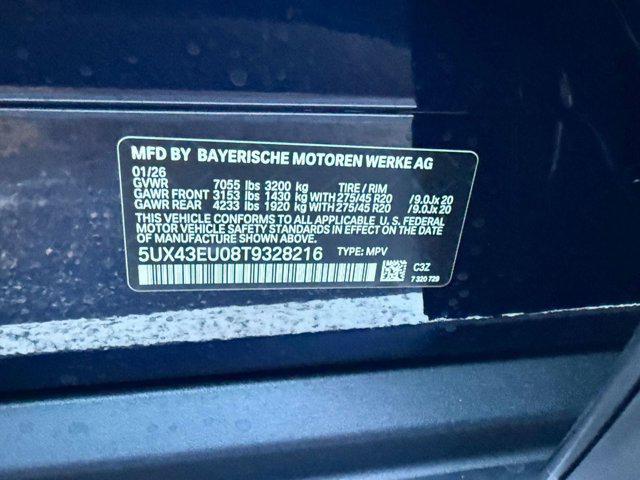 MFD BY BAYERISCHE MOTOREN WERKE AG
01/26
GVWR 7055 lbs 3200 kg TIRE / RIM
GAWR FRONT 3153 lbs 1430 kg WITH 275/45 R20 /9.0Jx20
GAWR REAR 4233 lbs 1920 kg WITH 275/45 R20 /9.0Jx20
THIS VEHICLE CONFORMS TO ALL APPLICABLE U. S. FEDERAL
MOTOR VEHICLE SAFETY STANDARDS IN EFFECT ON THE DATE OF
MANUFACTURE SHOWN ABOVE.
5UX43EU08T9328216 TYPE: MPV
C3Z
7 320 729